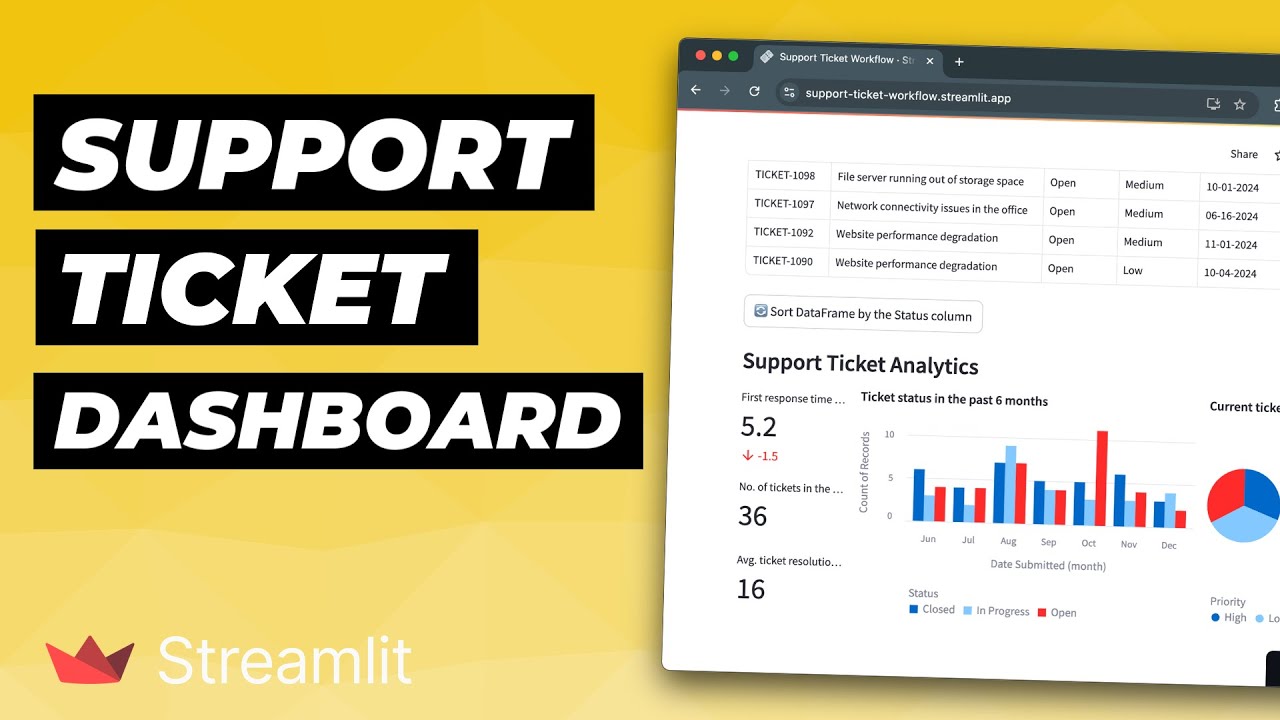 SUPPORT
TICKET
DASHBOARD
Streamlit
Support Ticket Workflow · St
support-ticket-workflow.streamlit.app
Share
TICKET-1098 File server running out of storage space Open Medium 10-01-2024
TICKET-1097 Network connectivity issues in the office Open Medium 06-16-2024
TICKET-1092 Website performance degradation Open Medium 11-01-2024
TICKET-1090 Website performance degradation Open Low 10-04-2024
Sort DataFrame by the Status column
Support Ticket Analytics
First response time ...
5.2
-1.5
No. of tickets in the ...
36
Avg. ticket resolutio...
16
Ticket status in the past 6 months
Count of Records
10
5
0
Jun Jul Aug Sep Oct Nov Dec
Date Submitted (month)
Status
Closed In Progress Open
Current ticke
Priority
High Lo